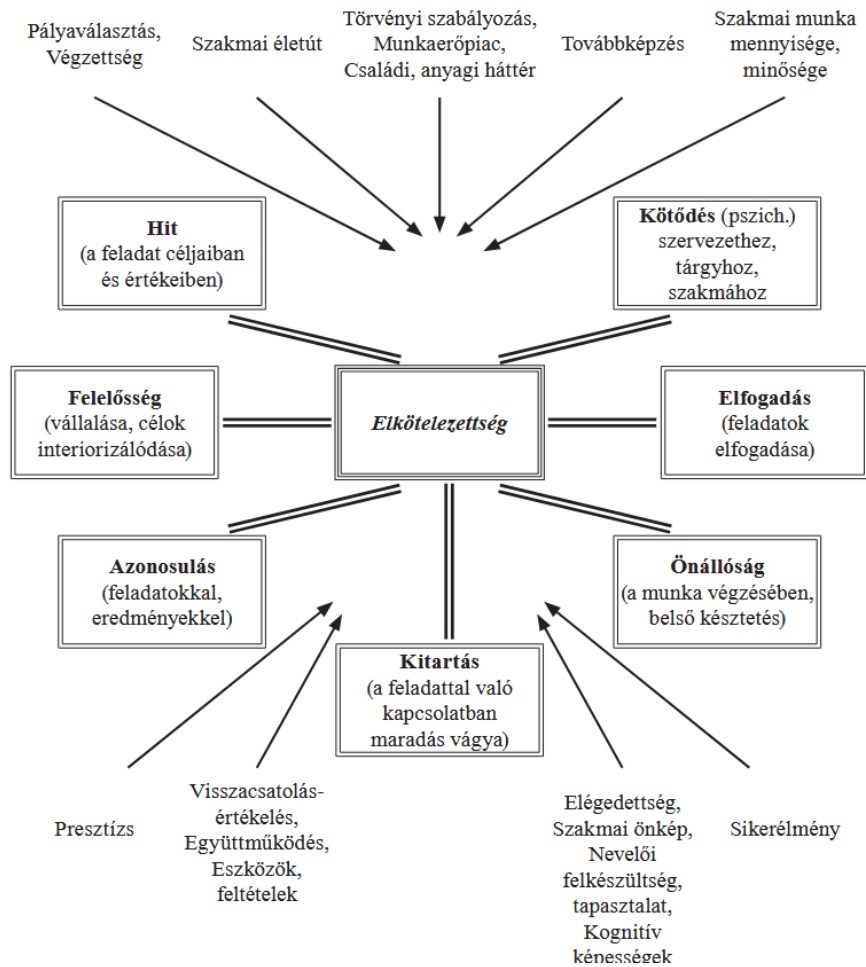 Pályaválasztás,
Végzettség
Szakmai életút
Törvényi szabályozás,
Munkaerőpiac,
Családi, anyagi háttér
Továbbképzés
Szakmai munka
mennyisége,
minősége
Hit
(a feladat céljaiban
és értékeiben)
Kötődés (pszich.)
szervezethez,
tárgyhoz,
szakmához
Felelősség
(vállalása, célok
interiorizálódása)
Elkötelezettség
Elfogadás
(feladatok
elfogadása)
Azonosulás
(feladatokkal,
eredményekkel)
Önállóság
(a munka végzésében,
belső késztetés)
Kitartás
(a feladattal való
kapcsolatban
maradás vágya)
Presztízs
Visszacsatolás-
értékelés,
Együttműködés,
Eszközök,
feltételek
Elégedettség,
Szakmai önkép,
Nevelői
felkészültség,
tapasztalat,
Kognitív
képességek
Sikerélmény